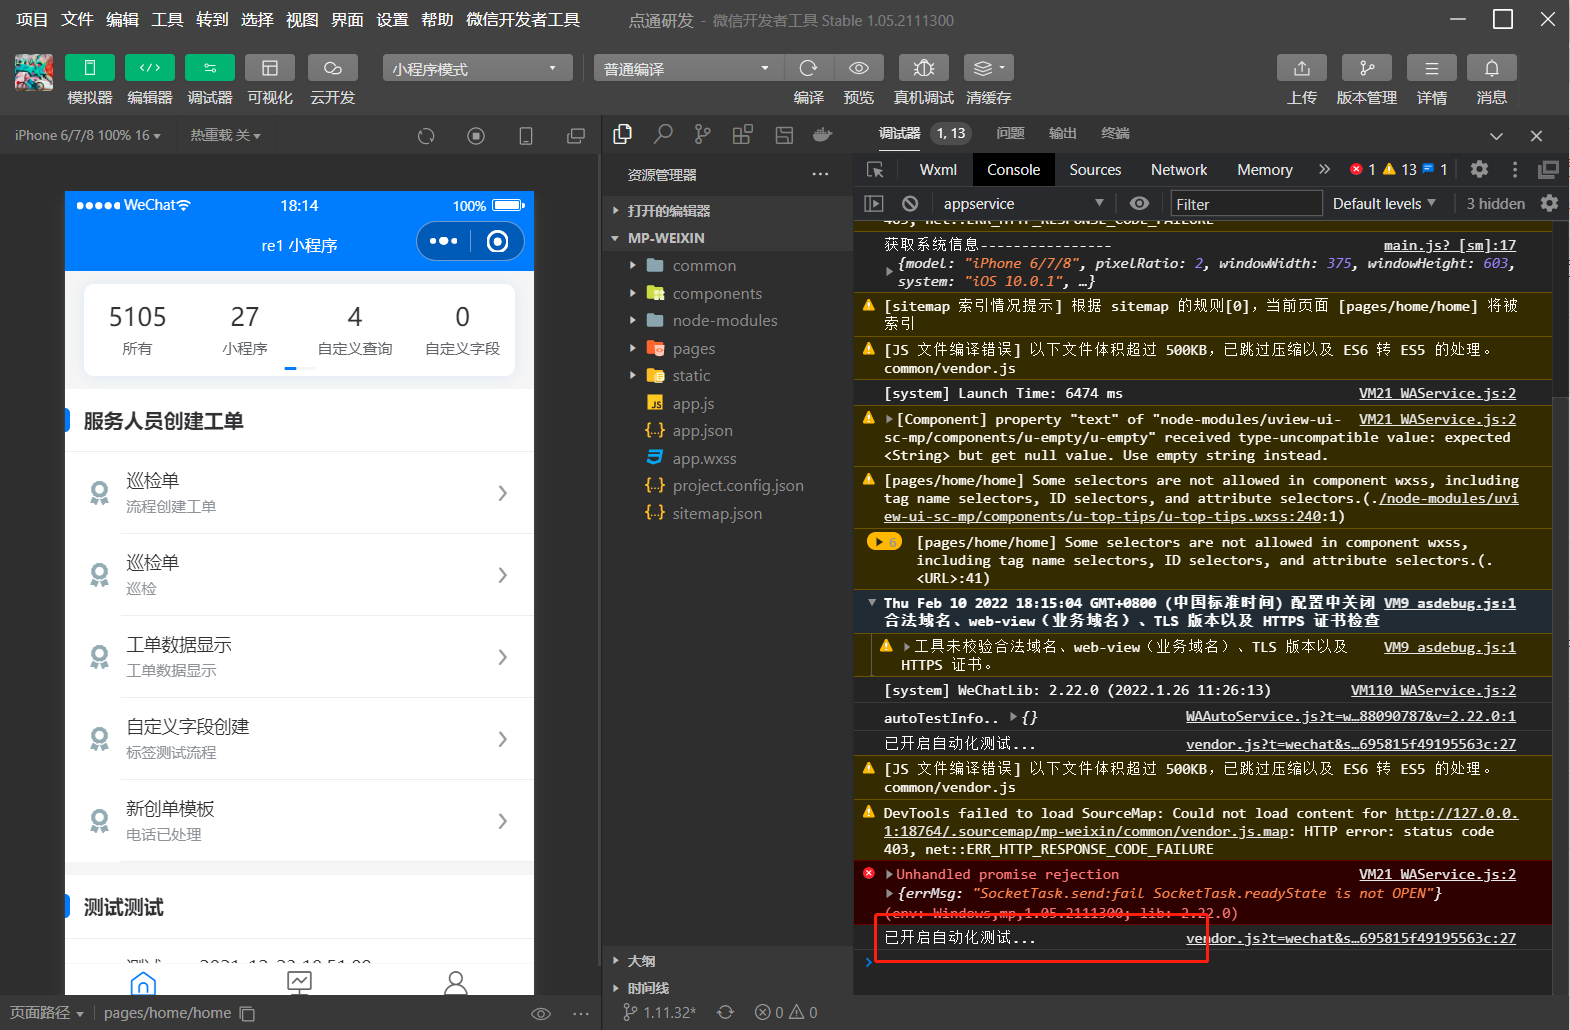 项目 文件 编辑 工具 转到 选择 视图 界面 设置 帮助 微信开发者工具 点通研发 - 微信开发者工具 Stable 1.05.2111300
小程序模式 普通编译
模拟器 编辑器 调试器 可视化 云开发 编译 预览 真机调试 清缓存 上传 版本管理 详情 消息
iPhone 6/7/8 100% 16 热重载 关
WeChat 18:14 100%
re1 小程序
5105 27 4 0
所有 小程序 自定义查询 自定义字段
服务人员创建工单
巡检单
流程创建工单
巡检单
巡检
工单数据显示
工单数据显示
自定义字段创建
标签测试流程
新创单模板
电话已处理
测试测试
页面路径 pages/home/home
资源管理器 ...
打开的编辑器
MP-WEIXIN
common
components
node-modules
pages
static
JS app.js
{..} app.json
app.wxss
{..} project.config.json
{..} sitemap.json
大纲
时间线
1.11.32* 0 0
调试器 1, 13 问题 输出 终端
Wxml Console Sources Network Memory » 1 13 1
appservice Filter Default levels 3 hidden
403, net::ERR_HTTP_RESPONSE_CODE_FAILURE
获取系统信息---------------- main.js? [sm]:17
{model: "iPhone 6/7/8", pixelRatio: 2, windowWidth: 375, windowHeight: 603,
system: "iOS 10.0.1", …}
[sitemap 索引情况提示] 根据 sitemap 的规则[0]，当前页面 [pages/home/home] 将被
索引
[JS 文件编译错误] 以下文件体积超过 500KB，已跳过压缩以及 ES6 转 ES5 的处理。
common/vendor.js
[system] Launch Time: 6474 ms VM21 WAService.js:2
[Component] property "text" of "node-modules/uview-ui- VM21 WAService.js:2
sc-mp/components/u-empty/u-empty" received type-uncompatible value: expected
<String> but get null value. Use empty string instead.
[pages/home/home] Some selectors are not allowed in component wxss, including
tag name selectors, ID selectors, and attribute selectors.(./node-modules/uvi
ew-ui-sc-mp/components/u-top-tips/u-top-tips.wxss:240:1)
6 [pages/home/home] Some selectors are not allowed in component wxss,
including tag name selectors, ID selectors, and attribute selectors.(.
<URL>:41)
Thu Feb 10 2022 18:15:04 GMT+0800 (中国标准时间) 配置中关闭 VM9 asdebug.js:1
合法域名、web-view（业务域名）、TLS 版本以及 HTTPS 证书检查
工具未校验合法域名、web-view（业务域名）、TLS 版本以及 VM9 asdebug.js:1
HTTPS 证书。
[system] WeChatLib: 2.22.0 (2022.1.26 11:26:13) VM110 WAService.js:2
autoTestInfo.. {} WAAutoService.js?t=w…88090787&v=2.22.0:1
已开启自动化测试... vendor.js?t=wechat&s…695815f49195563c:27
[JS 文件编译错误] 以下文件体积超过 500KB，已跳过压缩以及 ES6 转 ES5 的处理。
common/vendor.js
DevTools failed to load SourceMap: Could not load content for http://127.0.0.
1:18764/.sourcemap/mp-weixin/common/vendor.js.map: HTTP error: status code
403, net::ERR_HTTP_RESPONSE_CODE_FAILURE
Unhandled promise rejection VM21 WAService.js:2
{errMsg: "SocketTask.send:fail SocketTask.readyState is not OPEN"}
(env: Windows,mp,1.05.2111300; lib: 2.22.0)
已开启自动化测试... vendor.js?t=wechat&s…695815f49195563c:27